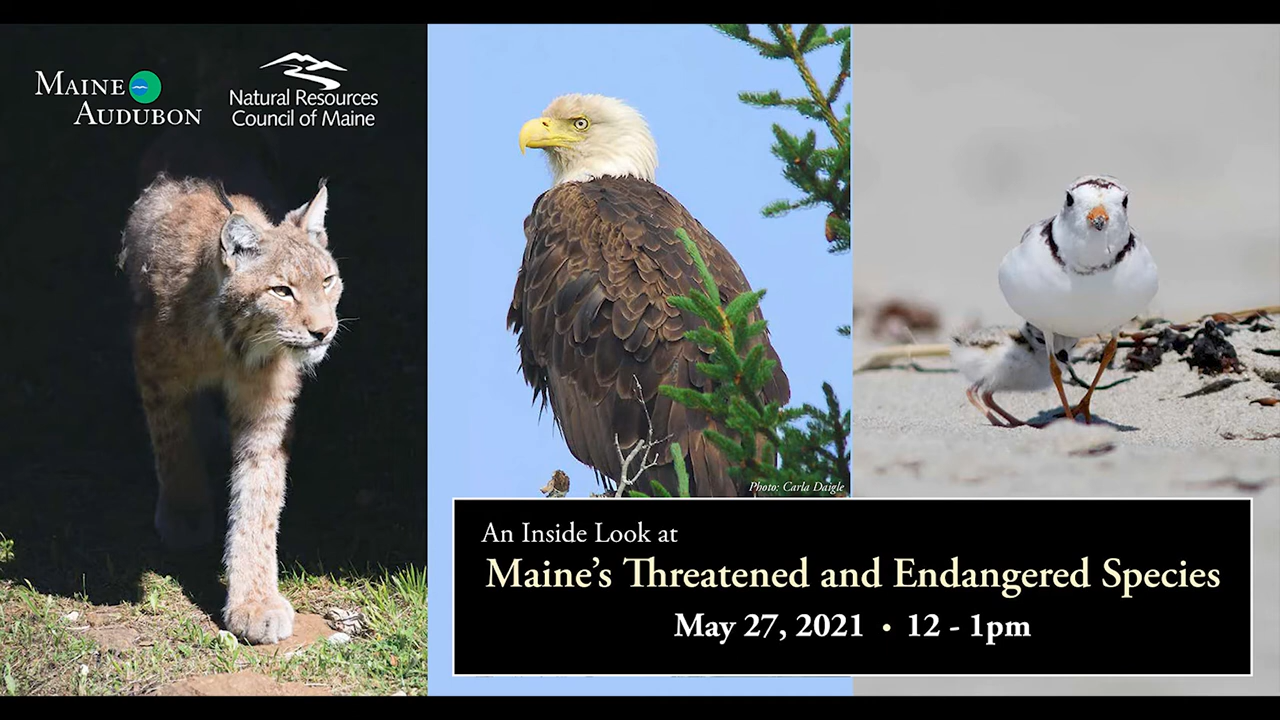 MAINE
AUDUBON
Natural Resources
Council of Maine
Photo: Carla Daigle
An Inside Look at
Maine's Threatened and Endangered Species
May 27, 2021 • 12 - 1pm